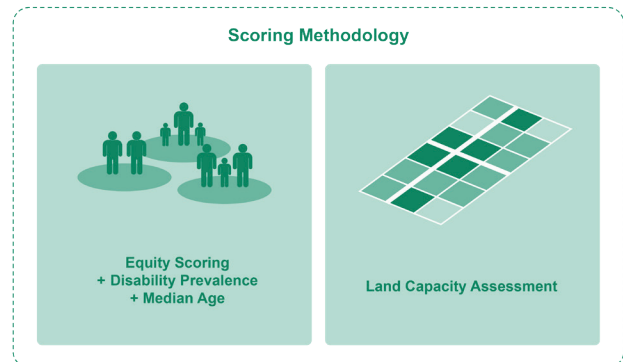 Scoring Methodology
Equity Scoring
+ Disability Prevalence
+ Median Age
Land Capacity Assessment